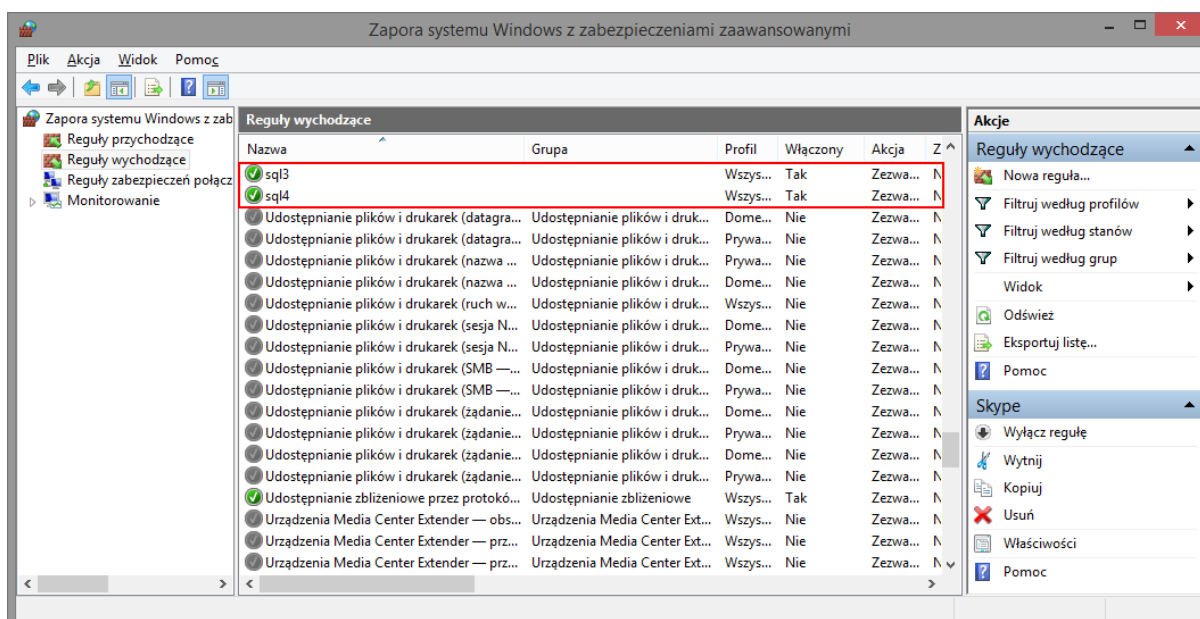 Zapora systemu Windows z zabezpieczeniami zaawansowanymi
Plik Akcja Widok Pomoc
Zapora systemu Windows z zab
Reguły przychodzące
Reguły wychodzące
Reguły zabezpieczeń połącz
Monitorowanie
Reguły wychodzące
Nazwa Grupa Profil Włączony Akcja Z
sql3 Wszys... Tak Zezwa... N
sql4 Wszys... Tak Zezwa... N
Udostępnianie plików i drukarek (datagra... Udostępnianie plików i druk... Dome... Nie Zezwa... N
Udostępnianie plików i drukarek (datagra... Udostępnianie plików i druk... Prywa... Nie Zezwa... N
Udostępnianie plików i drukarek (nazwa ... Udostępnianie plików i druk... Prywa... Nie Zezwa... N
Udostępnianie plików i drukarek (nazwa ... Udostępnianie plików i druk... Dome... Nie Zezwa... N
Udostępnianie plików i drukarek (ruch w... Udostępnianie plików i druk... Wszys... Nie Zezwa... N
Udostępnianie plików i drukarek (sesja N... Udostępnianie plików i druk... Dome... Nie Zezwa... N
Udostępnianie plików i drukarek (sesja N... Udostępnianie plików i druk... Prywa... Nie Zezwa... N
Udostępnianie plików i drukarek (SMB —... Udostępnianie plików i druk... Dome... Nie Zezwa... N
Udostępnianie plików i drukarek (SMB —... Udostępnianie plików i druk... Prywa... Nie Zezwa... N
Udostępnianie plików i drukarek (żądanie... Udostępnianie plików i druk... Dome... Nie Zezwa... N
Udostępnianie plików i drukarek (żądanie... Udostępnianie plików i druk... Prywa... Nie Zezwa... N
Udostępnianie plików i drukarek (żądanie... Udostępnianie plików i druk... Dome... Nie Zezwa... N
Udostępnianie plików i drukarek (żądanie... Udostępnianie plików i druk... Prywa... Nie Zezwa... N
Udostępnianie zbliżeniowe przez protokó... Udostępnianie zbliżeniowe Wszys... Tak Zezwa... N
Urządzenia Media Center Extender — obs... Urządzenia Media Center Ext... Wszys... Nie Zezwa... N
Urządzenia Media Center Extender — prz... Urządzenia Media Center Ext... Wszys... Nie Zezwa... N
Urządzenia Media Center Extender — prz... Urządzenia Media Center Ext... Wszys... Nie Zezwa... N
Akcje
Reguły wychodzące
Nowa reguła...
Filtruj według profilów
Filtruj według stanów
Filtruj według grup
Widok
Odśwież
Eksportuj listę...
Pomoc
Skype
Wyłącz regułę
Wytnij
Kopiuj
Usuń
Właściwości
Pomoc